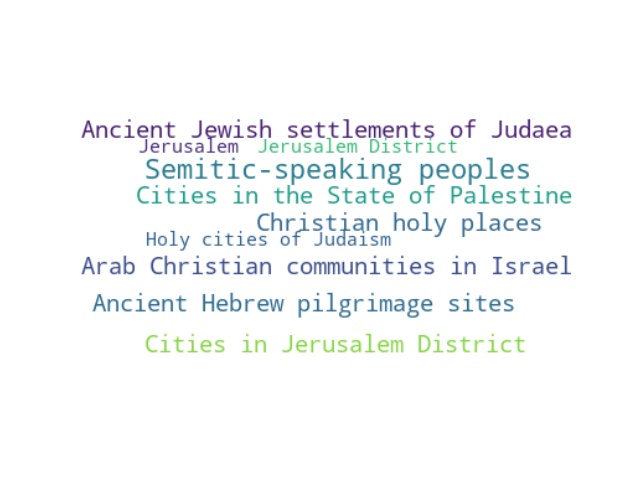 Ancient Jewish settlements of Judaea
Jerusalem Jerusalem District
Semitic-speaking peoples
Cities in the State of Palestine
Christian holy places
Holy cities of Judaism
Arab Christian communities in Israel
Ancient Hebrew pilgrimage sites
Cities in Jerusalem District